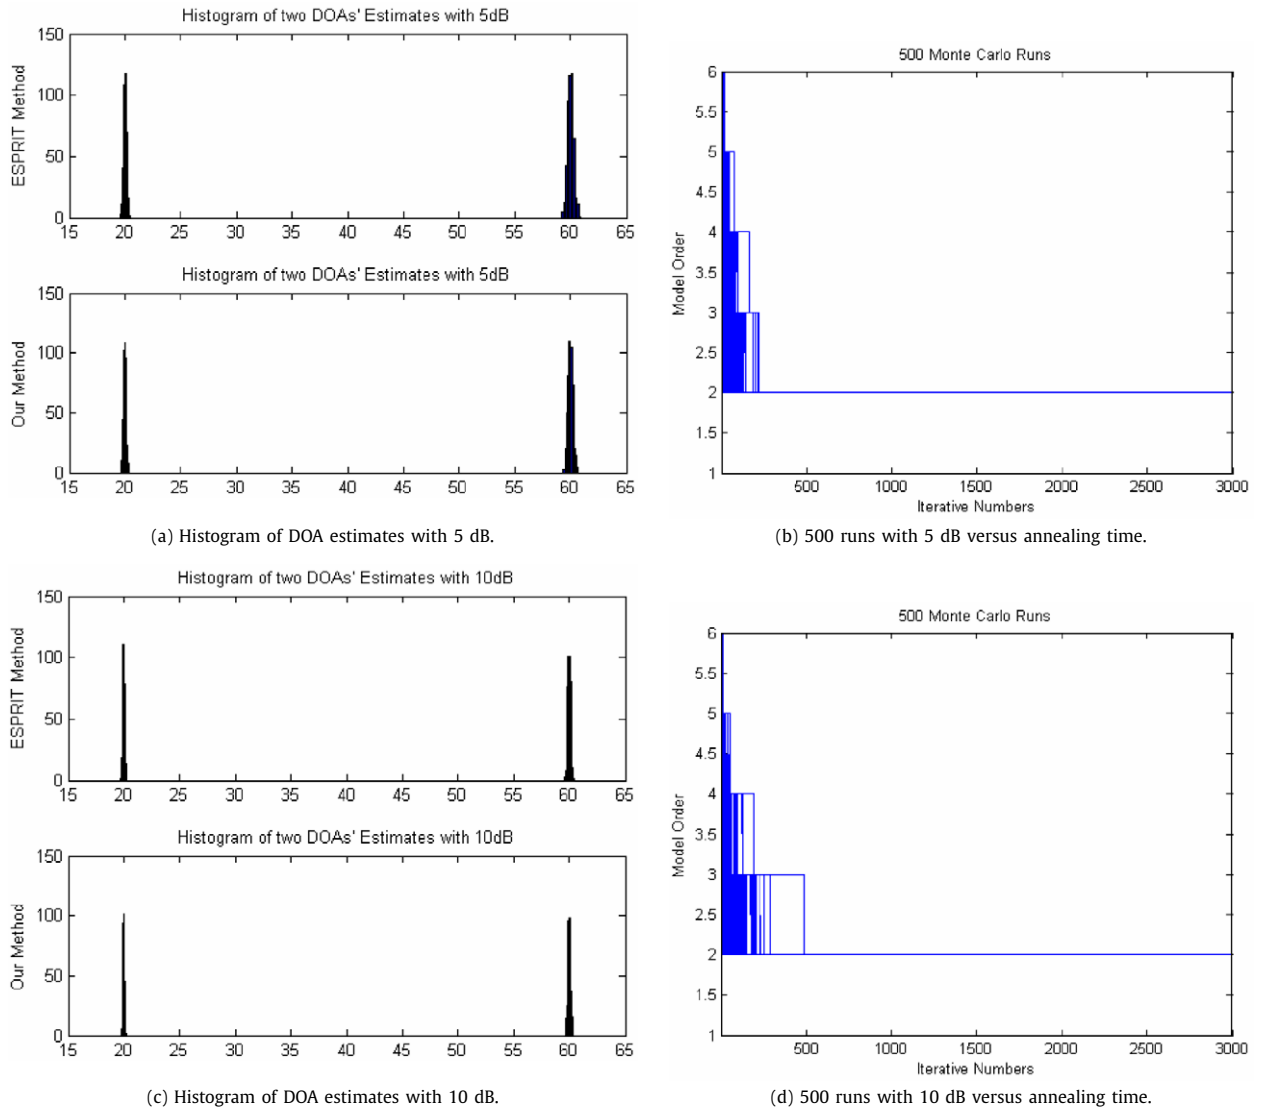 Histogram of two DOAs' Estimates with 5dB
ESPRIT Method
150
100
50
0
15 20 25 30 35 40 45 50 55 60 65
Histogram of two DOAs' Estimates with 5dB
Our Method
150
100
50
0
15 20 25 30 35 40 45 50 55 60 65
(a) Histogram of DOA estimates with 5 dB.
500 Monte Carlo Runs
Model Order
6
5.5
5
4.5
4
3.5
3
2.5
2
1.5
1
500 1000 1500 2000 2500 3000
Iterative Numbers
(b) 500 runs with 5 dB versus annealing time.
Histogram of two DOAs' Estimates with 10dB
ESPRIT Method
150
100
50
0
15 20 25 30 35 40 45 50 55 60 65
Histogram of two DOAs' Estimates with 10dB
Our Method
150
100
50
0
15 20 25 30 35 40 45 50 55 60 65
(c) Histogram of DOA estimates with 10 dB.
500 Monte Carlo Runs
Model Order
6
5.5
5
4.5
4
3.5
3
2.5
2
1.5
1
500 1000 1500 2000 2500 3000
Iterative Numbers
(d) 500 runs with 10 dB versus annealing time.